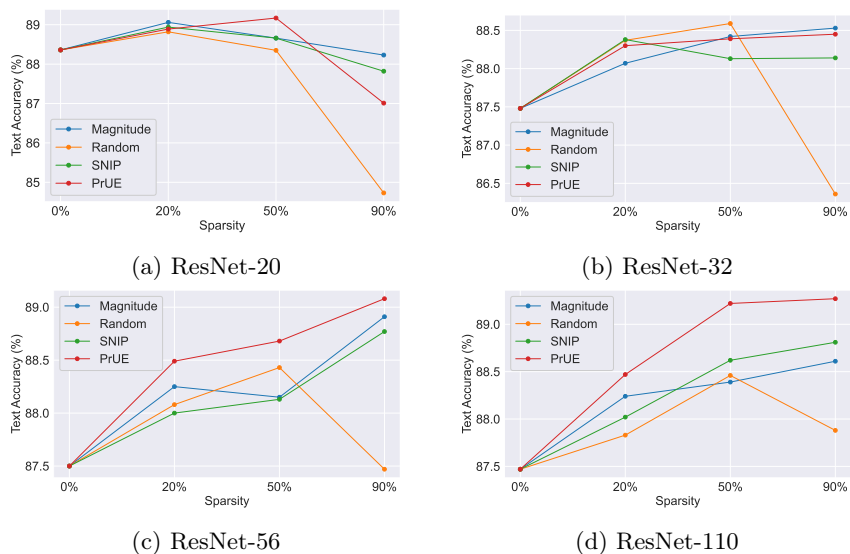 89
88
87
86
85
Text Accuracy (%)
Magnitude
Random
SNIP
PrUE
0%
20%
50%
90%
Sparsity
(a) ResNet-20
88.5
88.0
87.5
87.0
86.5
Text Accuracy (%)
Magnitude
Random
SNIP
PrUE
0%
20%
50%
90%
Sparsity
(b) ResNet-32
89.0
88.5
88.0
87.5
Text Accuracy (%)
Magnitude
Random
SNIP
PrUE
0%
20%
50%
90%
Sparsity
(c) ResNet-56
89.0
88.5
88.0
87.5
Text Accuracy (%)
Magnitude
Random
SNIP
PrUE
0%
20%
50%
90%
Sparsity
(d) ResNet-110